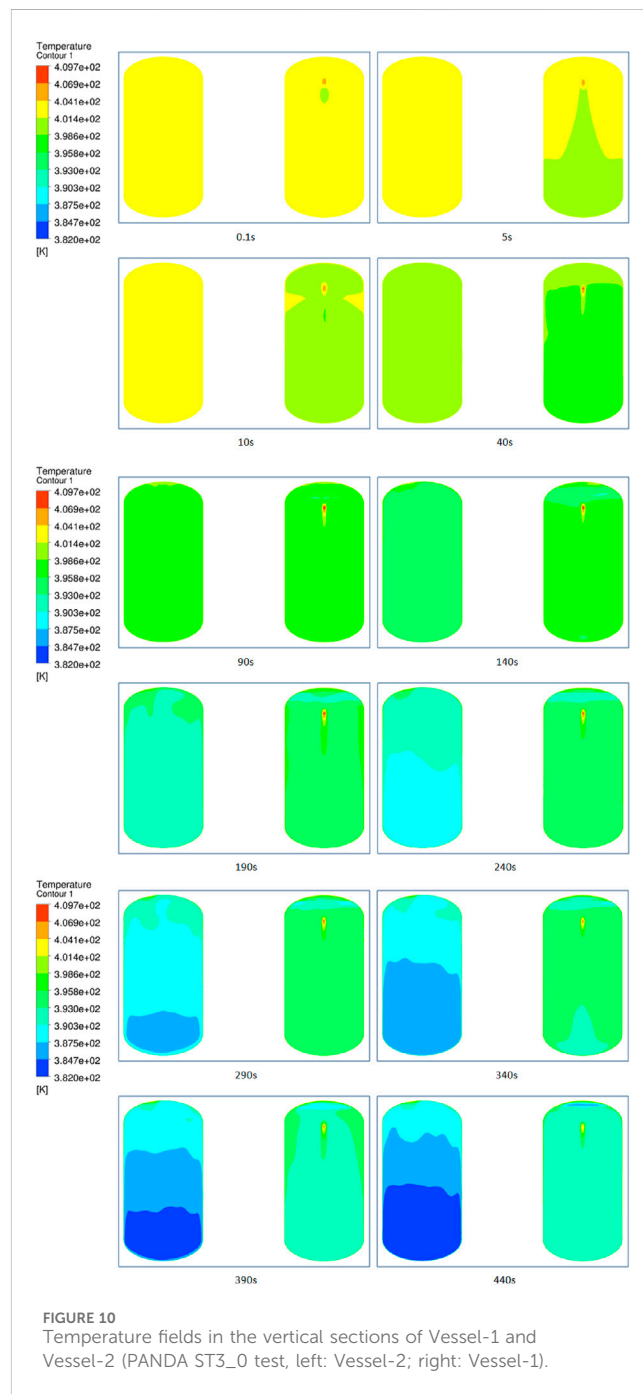 Temperature
Contour 1
4.097e+02
4.069e+02
4.041e+02
4.014e+02
3.986e+02
3.958e+02
3.930e+02
3.903e+02
3.875e+02
3.847e+02
3.820e+02
[K]
0.1s
5s
10s
40s
Temperature
Contour 1
4.097e+02
4.069e+02
4.041e+02
4.014e+02
3.986e+02
3.958e+02
3.930e+02
3.903e+02
3.875e+02
3.847e+02
3.820e+02
[K]
90s
140s
190s
240s
Temperature
Contour 1
4.097e+02
4.069e+02
4.041e+02
4.014e+02
3.986e+02
3.958e+02
3.930e+02
3.903e+02
3.875e+02
3.847e+02
3.820e+02
[K]
290s
340s
390s
440s
FIGURE 10
Temperature fields in the vertical sections of Vessel-1 and
Vessel-2 (PANDA ST3_0 test, left: Vessel-2; right: Vessel-1).